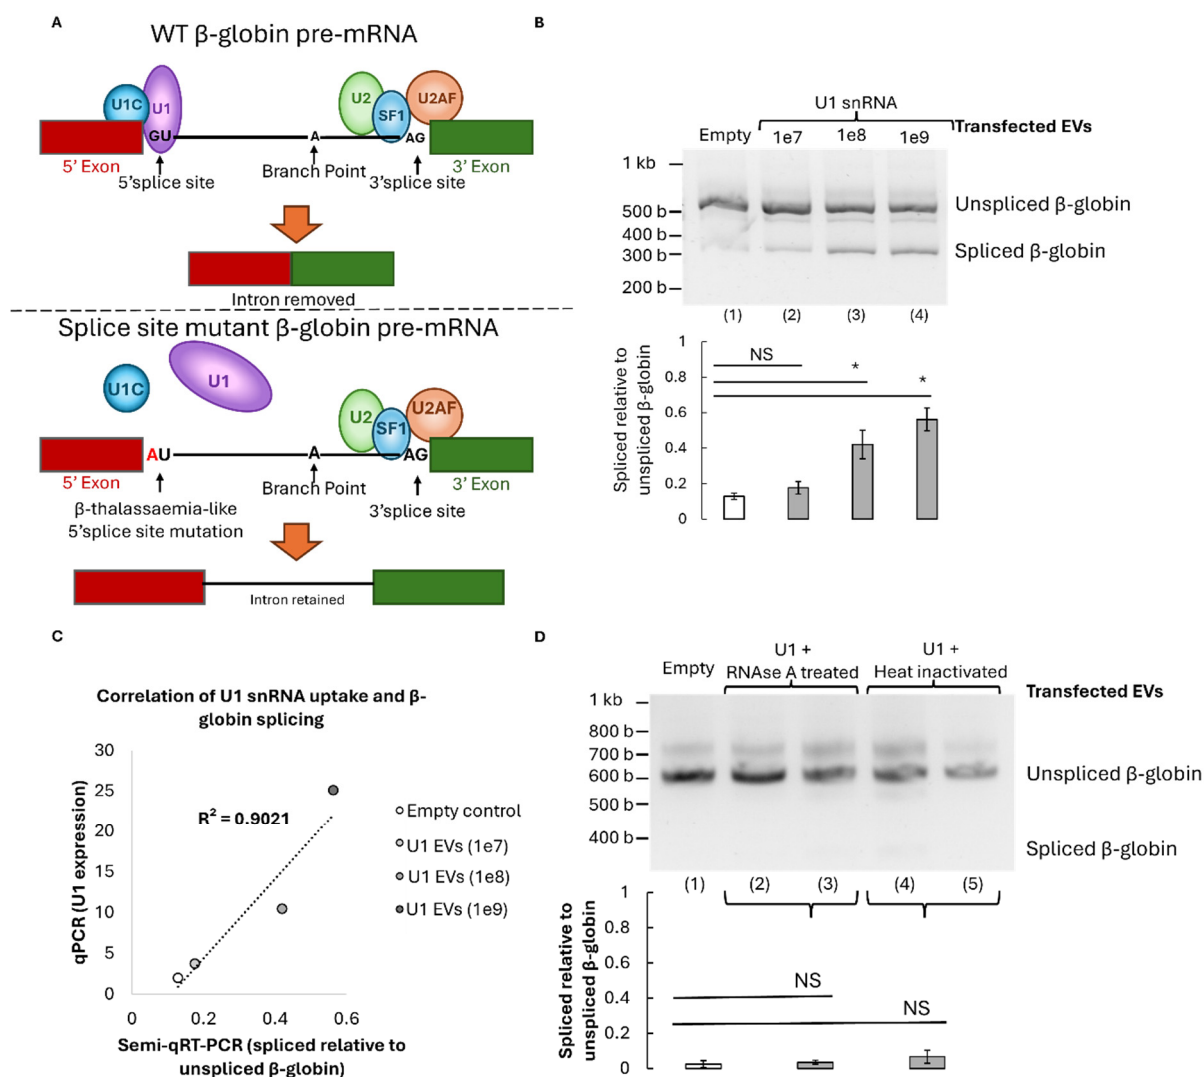 A
WT β-globin pre-mRNA
U1C
U1
U2
SF1
U2AF
GU
A
AG
5' Exon
5'splice site
Branch Point
3'splice site
3' Exon
Intron removed
Splice site mutant β-globin pre-mRNA
U1C
U1
U2
SF1
U2AF
AU
A
AG
5' Exon
Branch Point
3' Exon
β-thalassaemia-like
5'splice site mutation
3'splice site
Intron retained
B
U1 snRNA
Empty
1e7
1e8
1e9
Transfected EVs
1 kb
500 b
400 b
300 b
200 b
Unspliced β-globin
Spliced β-globin
(1)
(2)
(3)
(4)
Spliced relative to
unspliced β-globin
1
0.8
0.6
0.4
0.2
0
NS
*
*
C
Correlation of U1 snRNA uptake and β-
globin splicing
qPCR (U1 expression)
30
25
20
15
10
5
0
R² = 0.9021
Empty control
U1 EVs (1e7)
U1 EVs (1e8)
U1 EVs (1e9)
0
0.2
0.4
0.6
Semi-qRT-PCR (spliced relative to
unspliced β-globin)
D
Empty
U1 +
RNAse A treated
U1 +
Heat inactivated
Transfected EVs
1 kb
800 b
700 b
600 b
500 b
400 b
Unspliced β-globin
Spliced β-globin
(1)
(2)
(3)
(4)
(5)
Spliced relative to
unspliced β-globin
1
0.8
0.6
0.4
0.2
0
NS
NS